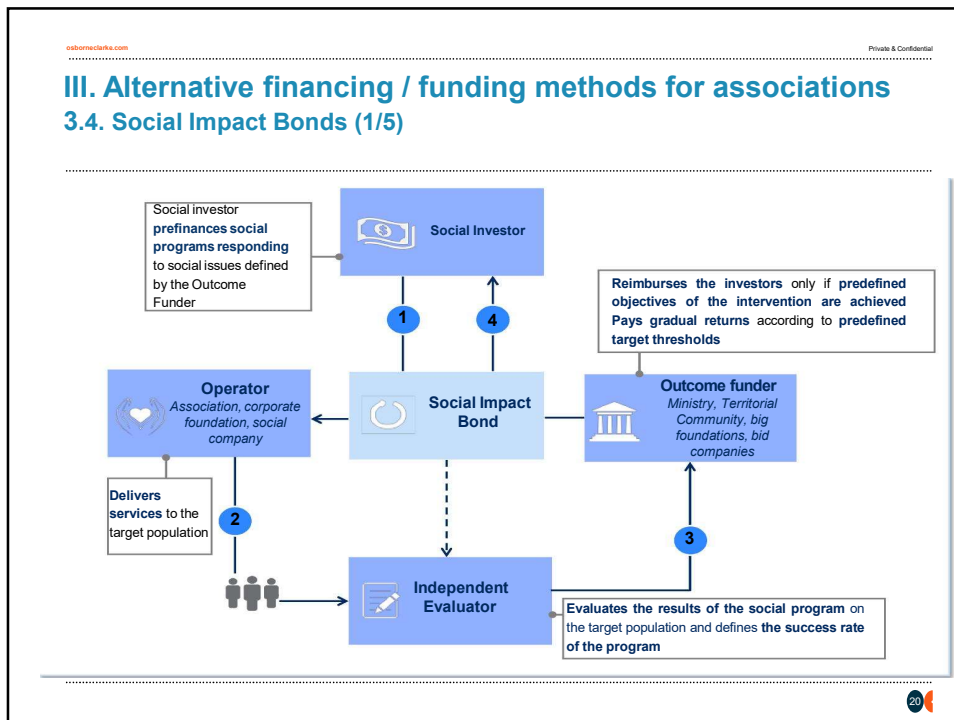 osborneclarke.com
Private & Confidential
III. Alternative financing / funding methods for associations
3.4. Social Impact Bonds (1/5)
Social investor
prefinances social
programs responding
to social issues defined
by the Outcome
Funder
Social Investor
Reimburses the investors only if predefined
objectives of the intervention are achieved
Pays gradual returns according to predefined
target thresholds
1
4
Operator
Association, corporate
foundation, social
company
Social Impact
Bond
Outcome funder
Ministry, Territorial
Community, big
foundations, bid
companies
Delivers
services to the
target population
2
3
Independent
Evaluator
Evaluates the results of the social program on
the target population and defines the success rate
of the program
20